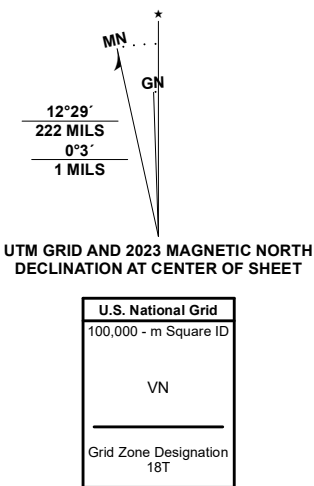 ★
MN
GN
12°29´
222 MILS
0°3´
1 MILS
UTM GRID AND 2023 MAGNETIC NORTH
DECLINATION AT CENTER OF SHEET
U.S. National Grid
100,000 - m Square ID
VN
Grid Zone Designation
18T